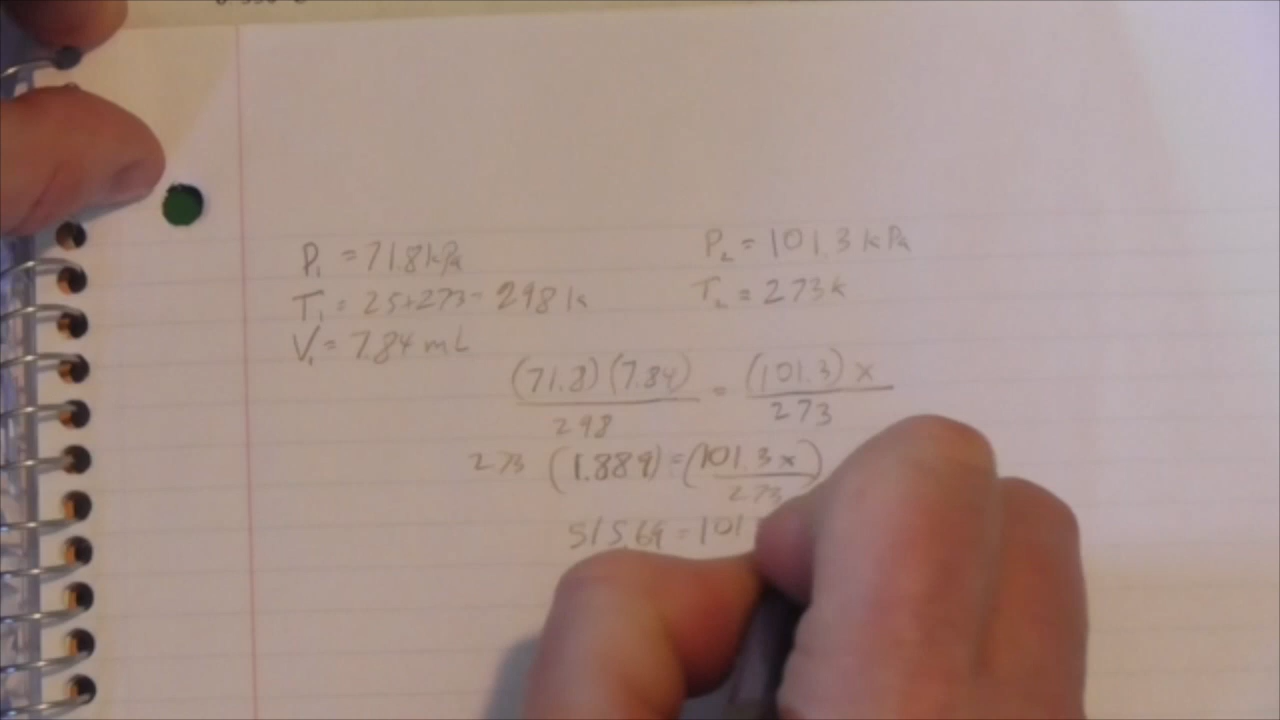 P₁ = 71.8 kPa
P₂ = 101.3 kPa
T₁ = 25+273 = 298 k
T₂ = 273 k
V₁ = 7.84 mL
(71.8)(7.84) / 298 = (101.3)x / 273
273 (1.889) = (101.3x / 273)
515.69 = 101